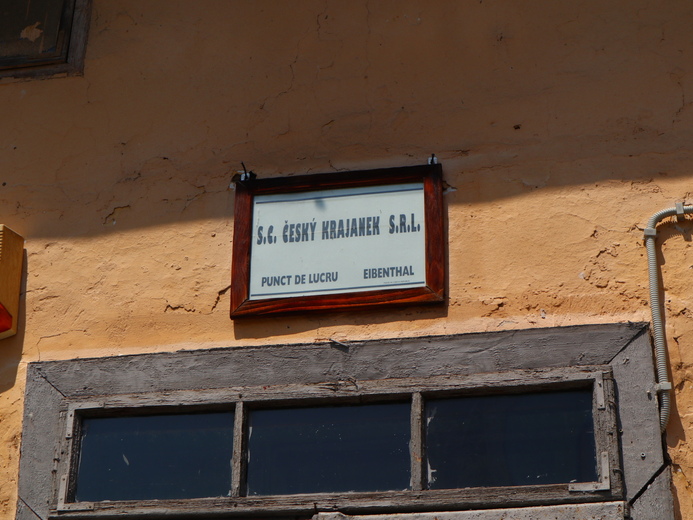 S.C. ČESKÝ KRAJANEK S.R.L.
PUNCT DE LUCRU EIBENTHAL